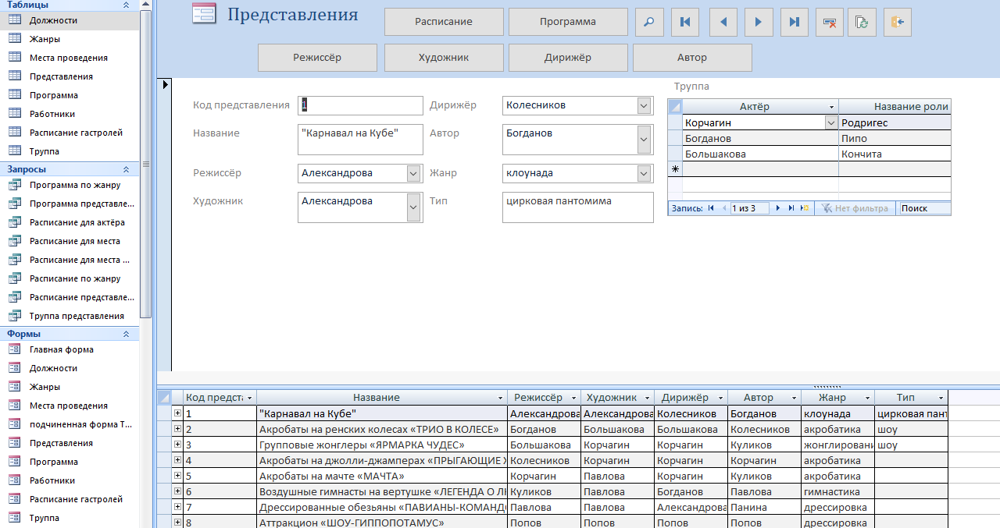 Таблицы
Должности
Жанры
Места проведения
Представления
Программа
Работники
Расписание гастролей
Труппа
Запросы
Программа по жанру
Программа представле...
Расписание для актёра
Расписание для места
Расписание для места ...
Расписание по жанру
Расписание представле...
Труппа представления
Формы
Главная форма
Должности
Жанры
Места проведения
подчиненная форма Т...
Представления
Программа
Работники
Расписание гастролей
Труппа
Представления
Расписание Программа
Режиссёр Художник Дирижёр Автор
Код представления 1 Дирижёр Колесников
Название "Карнавал на Кубе" Автор Богданов
Режиссёр Александрова Жанр клоунада
Художник Александрова Тип цирковая пантомима
Труппа
Актёр Название роли
Корчагин Родригес
Богданов Пипо
Большакова Кончита
Запись: 1 из 3 Нет фильтра Поиск
Код предста Название Режиссёр Художник Дирижёр Автор Жанр Тип
1 "Карнавал на Кубе" Александрова Александрова Колесников Богданов клоунада цирковая пант
2 Акробаты на ренских колесах «ТРИО В КОЛЕСЕ» Богданов Большакова Большакова Колесников акробатика шоу
3 Групповые жонглеры «ЯРМАРКА ЧУДЕС» Большакова Корчагин Корчагин Куликов жонглировани шоу
4 Акробаты на джолли-джамперах «ПРЫГАЮЩИЕ Колесников Корчагин Корчагин Корчагин акробатика
5 Акробаты на мачте «МАЧТА» Корчагин Павлова Корчагин Куликов акробатика
6 Воздушные гимнасты на вертушке «ЛЕГЕНДА О Куликов Павлова Богданов Павлова гимнастика
7 Дрессированные обезьяны «ПАВИАНЫ-КОМАНД Павлова Павлова Александрова Панина дрессировка
8 Аттракцион «ШОУ-ГИППОПОТАМУС» Попов Попов Попов Попов дрессировка